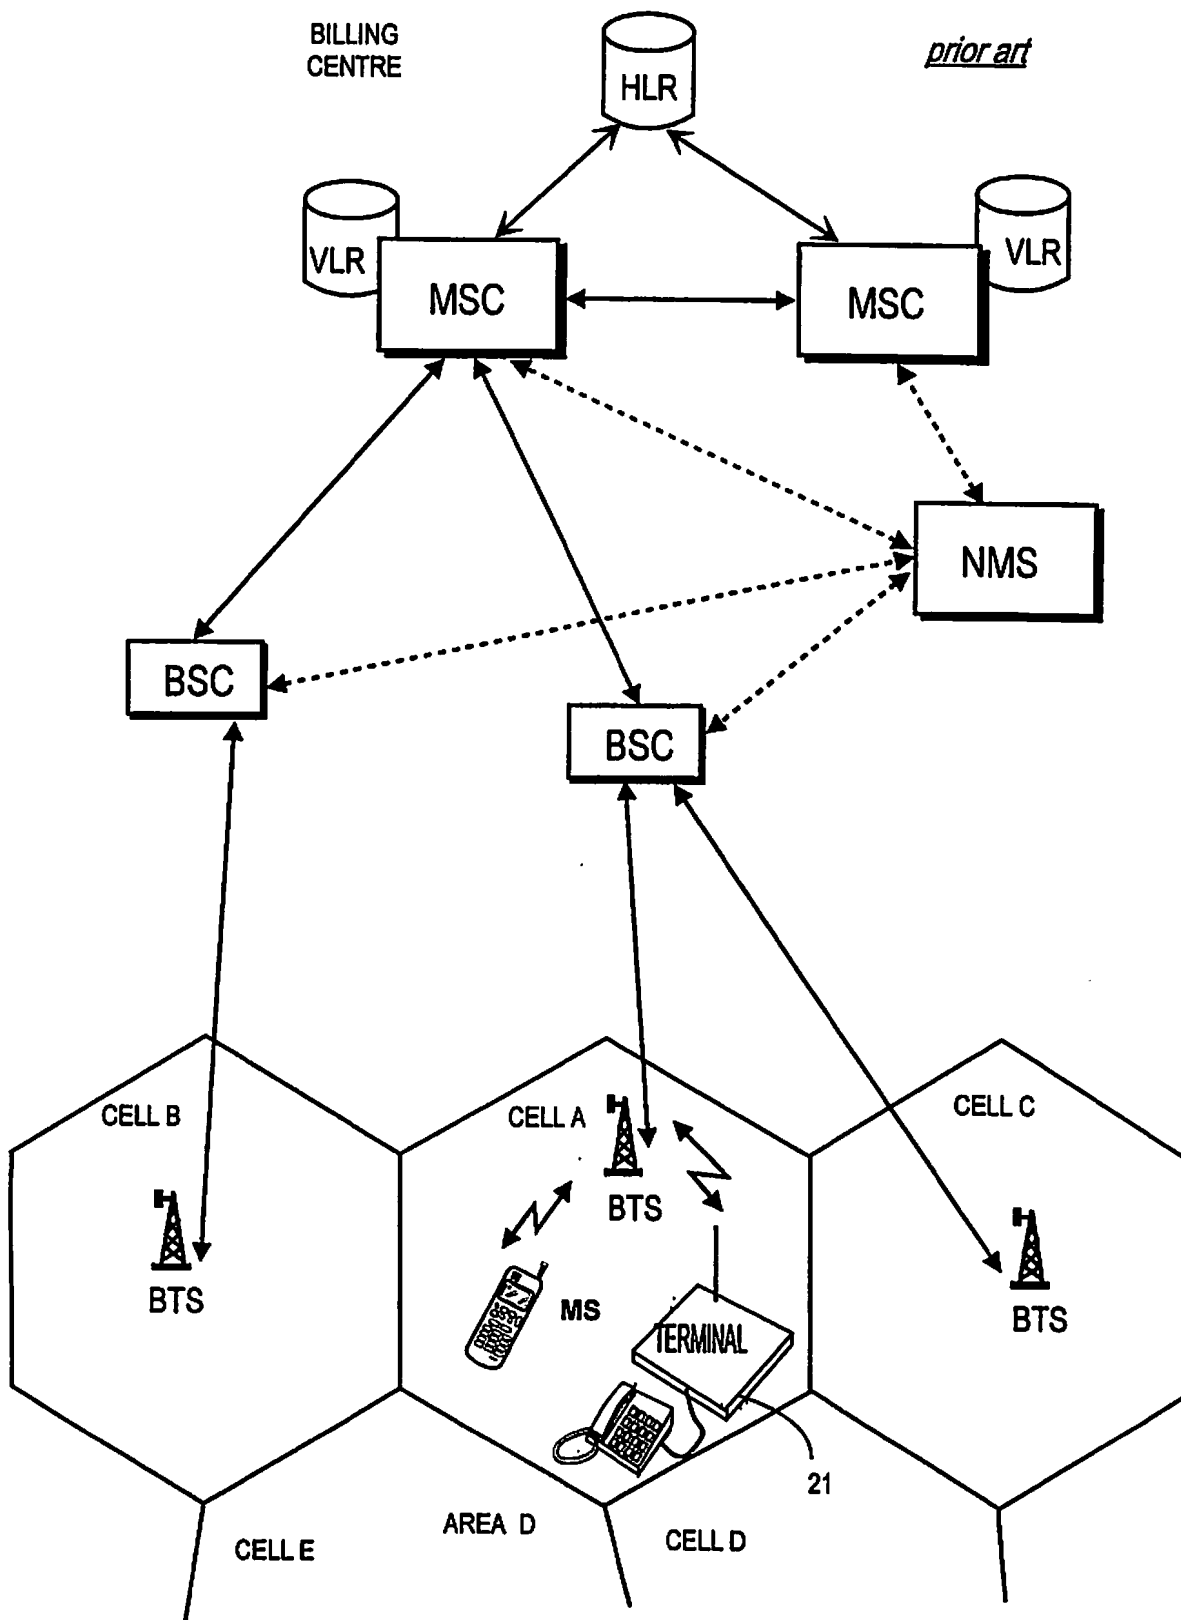 BILLING
CENTRE
prior art
HLR
VLR
MSC
MSC
VLR
NMS
BSC
BSC
CELL B
CELL A
CELL C
BTS
BTS
BTS
MS
TERMINAL
21
AREA D
CELL E
CELL D